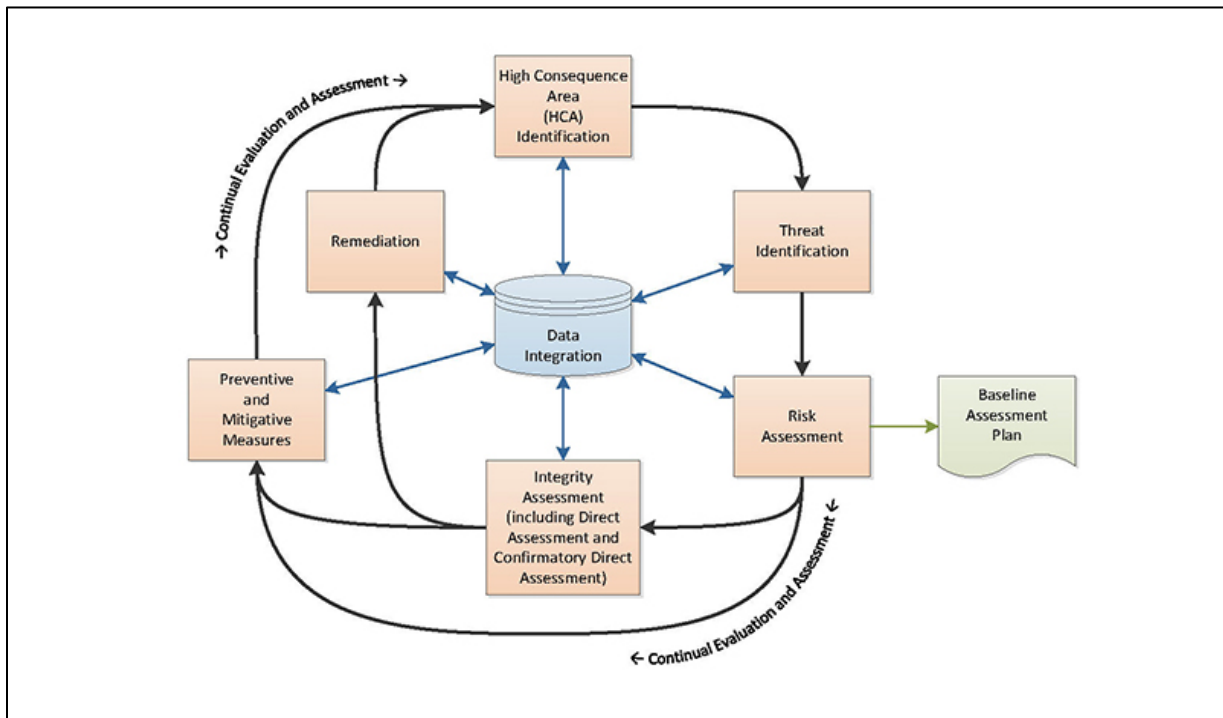 → Continual Evaluation and Assessment →
High Consequence
Area
(HCA)
Identification
Remediation
Threat
Identification
Data
Integration
Preventive
and
Mitigative
Measures
Risk
Assessment
Baseline
Assessment
Plan
Integrity
Assessment
(including Direct
Assessment and
Confirmatory Direct
Assessment)
← Continual Evaluation and Assessment ←